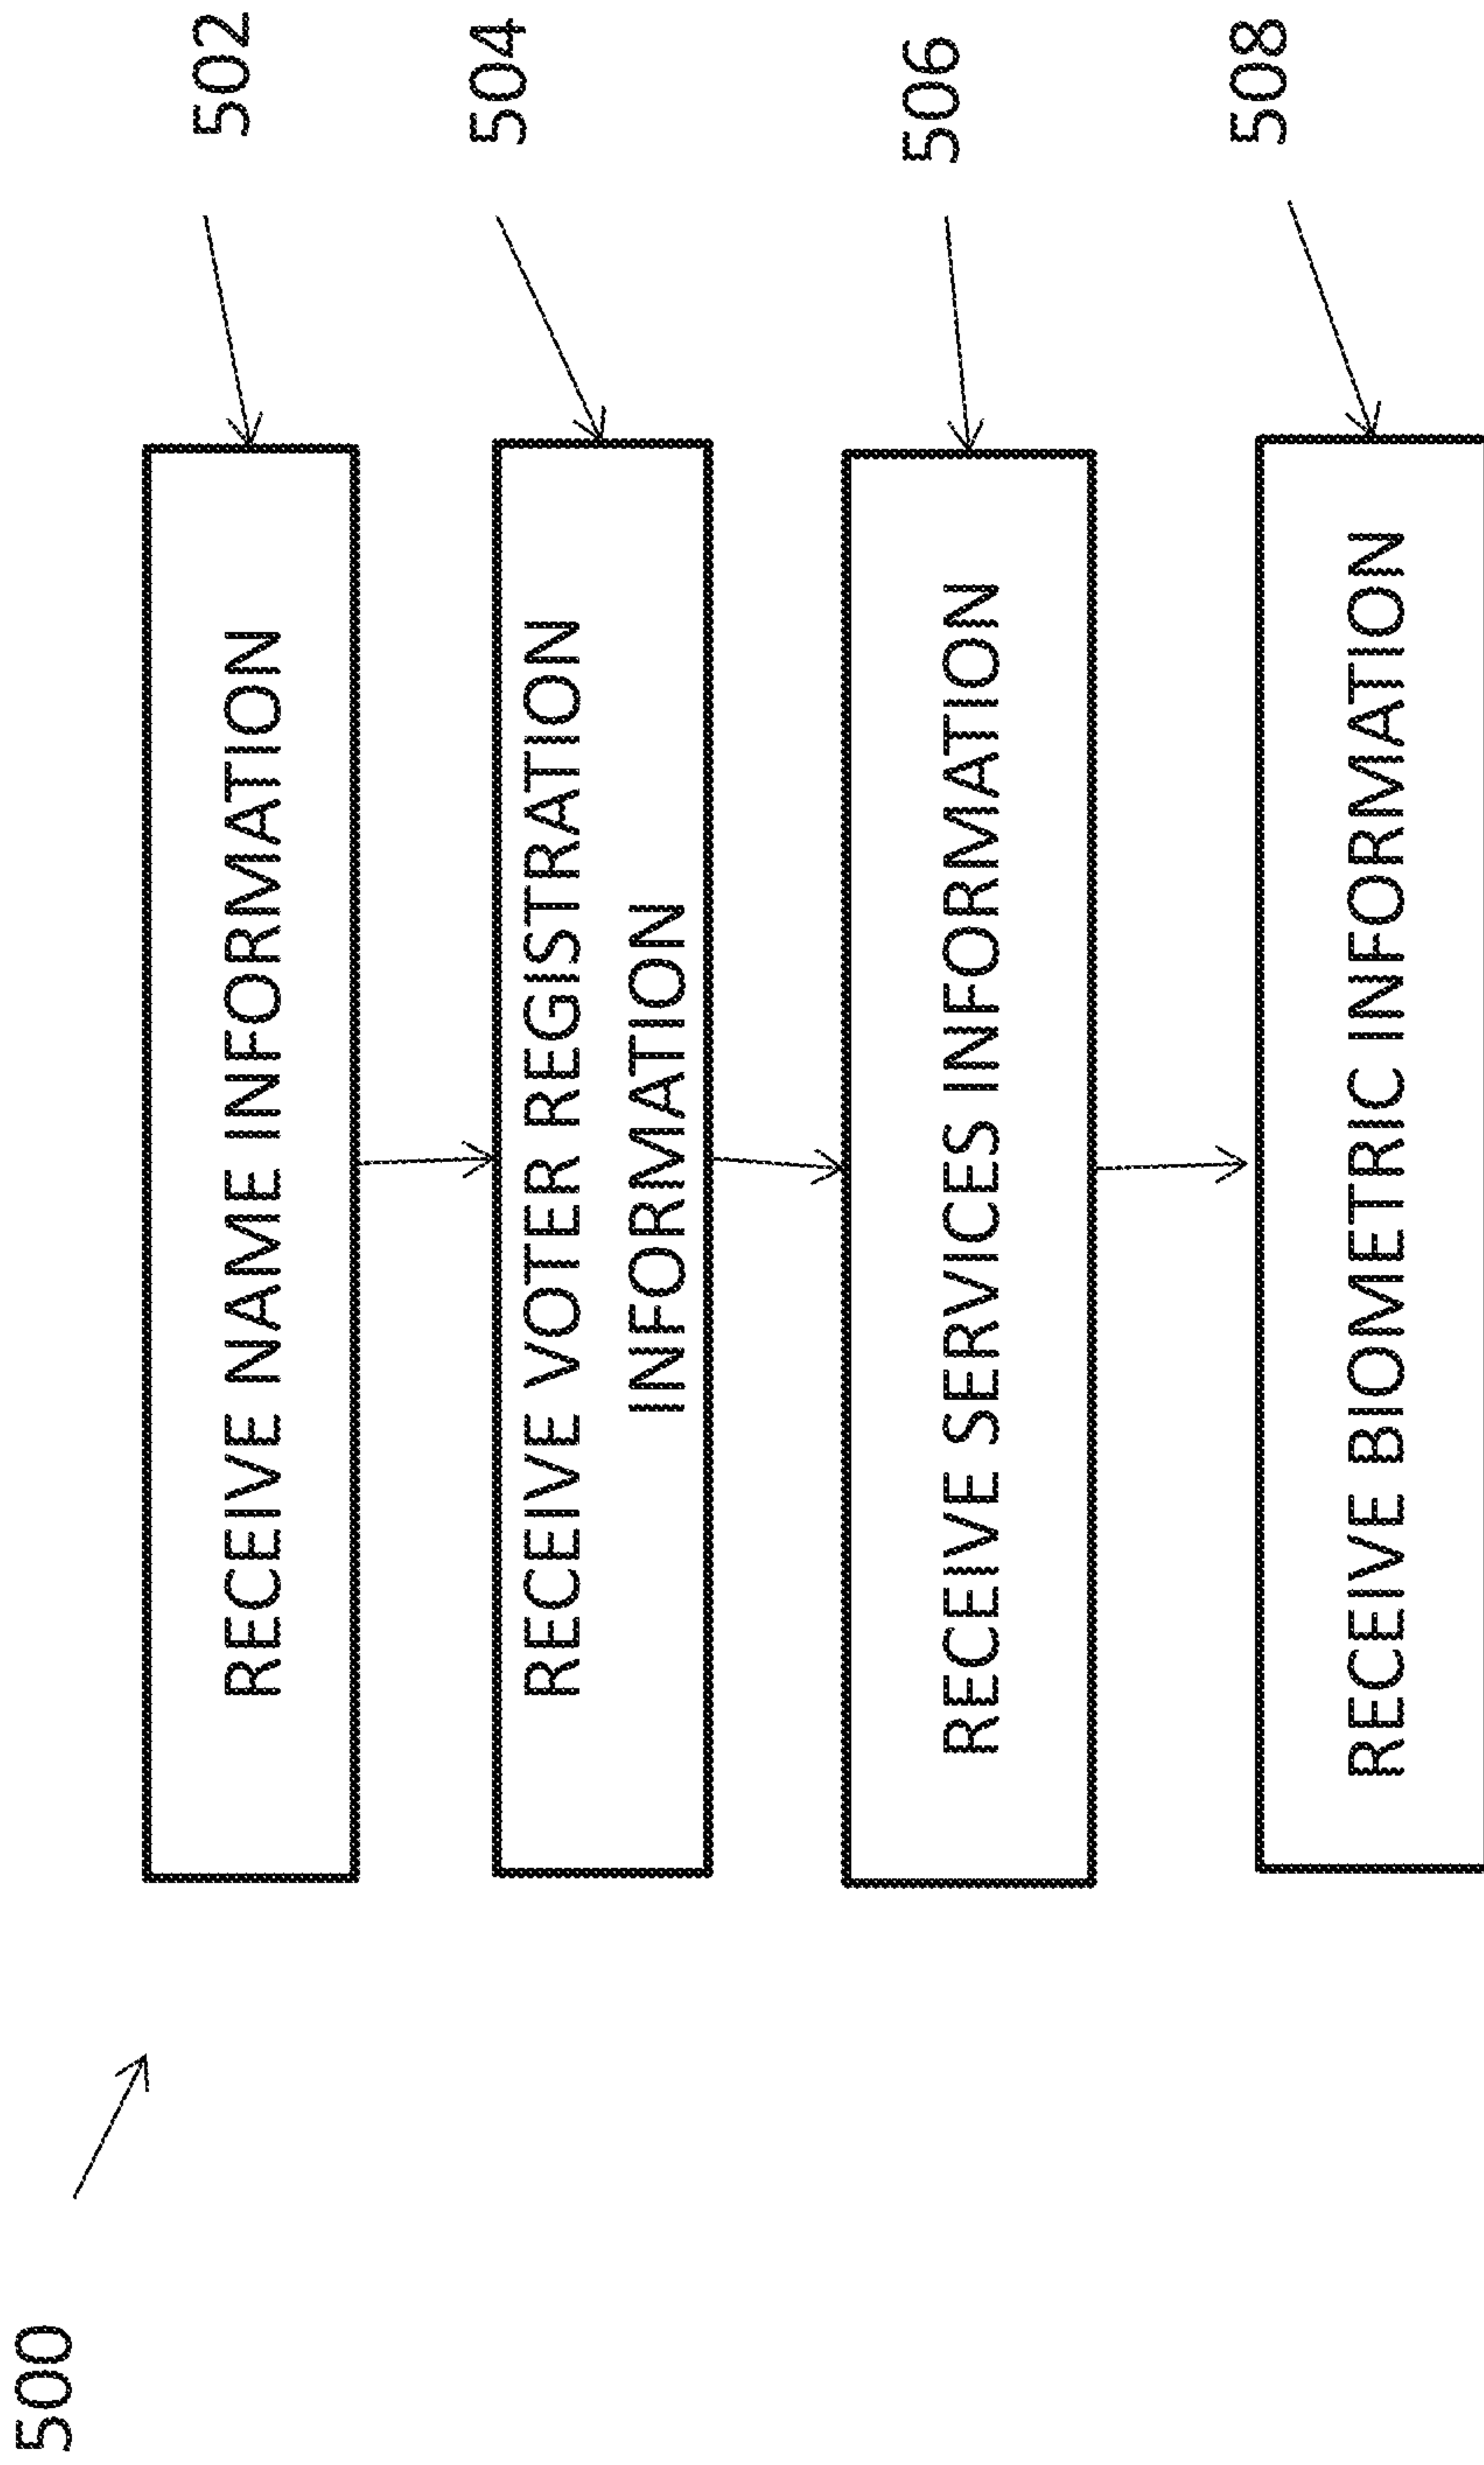 500
RECEIVE NAME INFORMATION
502
RECEIVE VOTER REGISTRATION
INFORMATION
504
RECEIVE SERVICES INFORMATION
506
RECEIVE BIOMETRIC INFORMATION
508